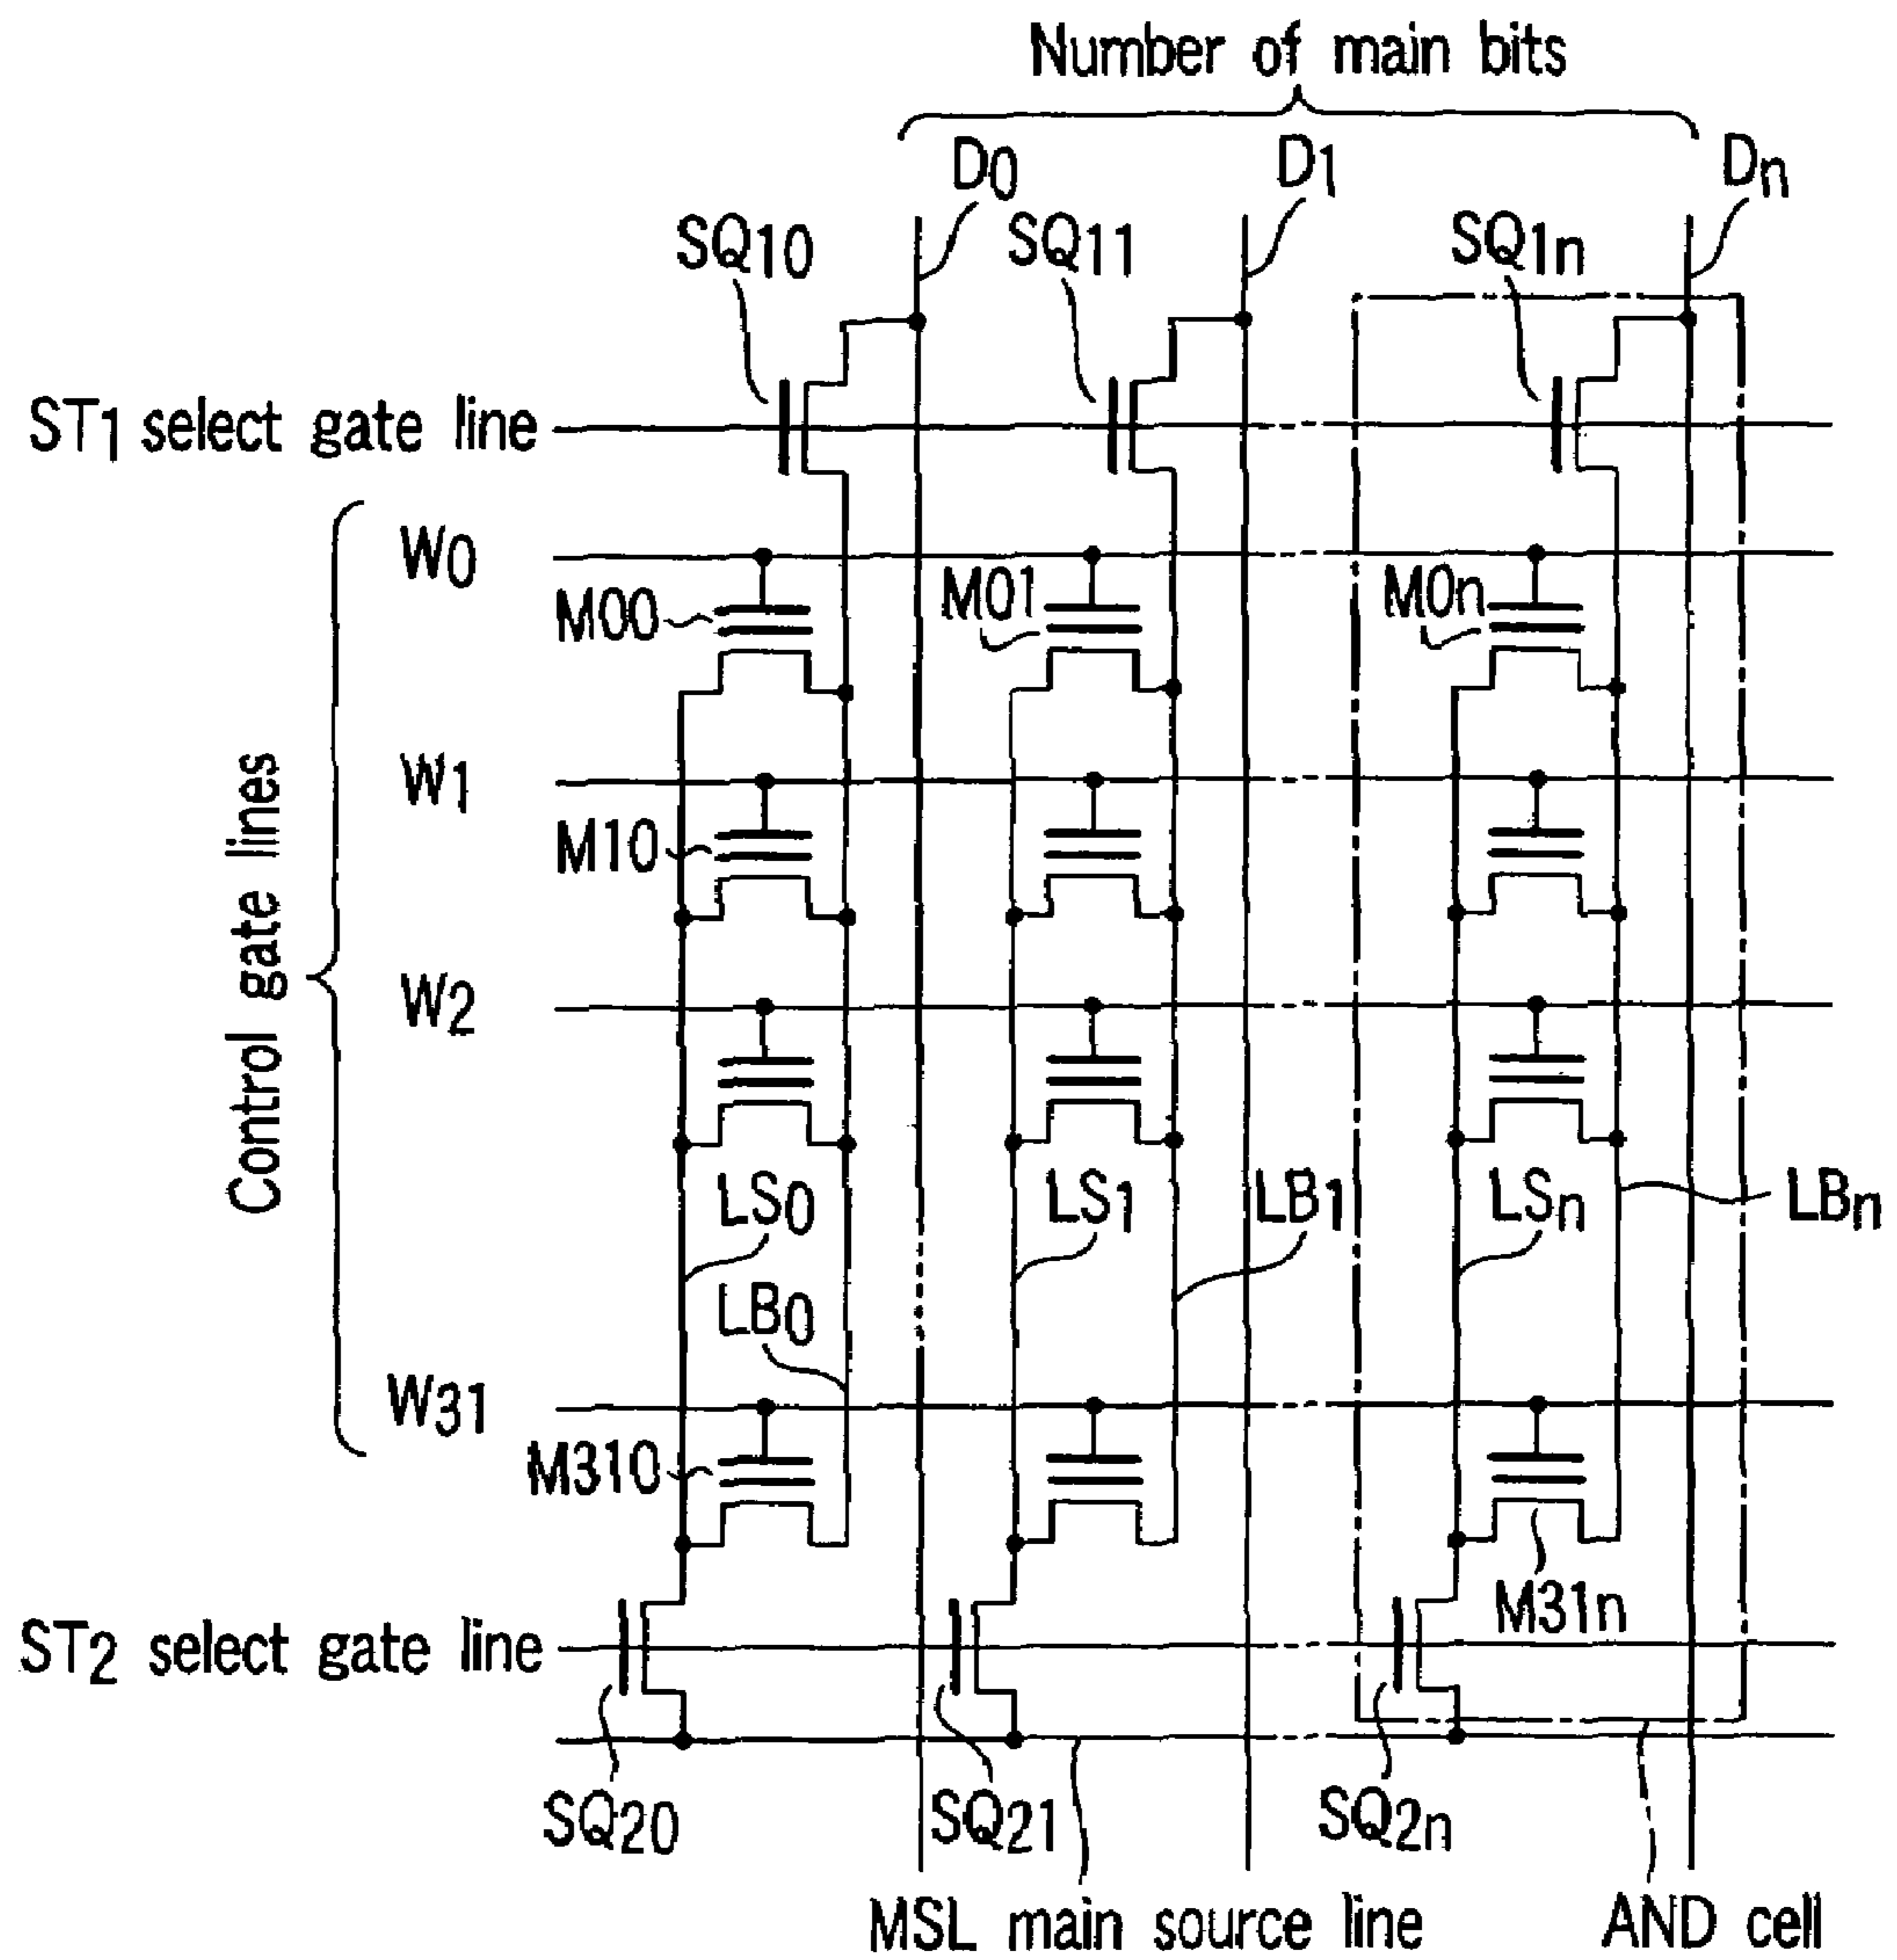 Number of main bits
D0 D1 Dn
SQ10 SQ11 SQ1n
ST1 select gate line
W0
M00 M01 M0n
Control gate lines
W1
M10
W2
LS0 LS1 LB1 LSn LBn
LB0
W31
M310
M31n
ST2 select gate line
SQ20 SQ21 SQ2n
MSL main source line AND cell